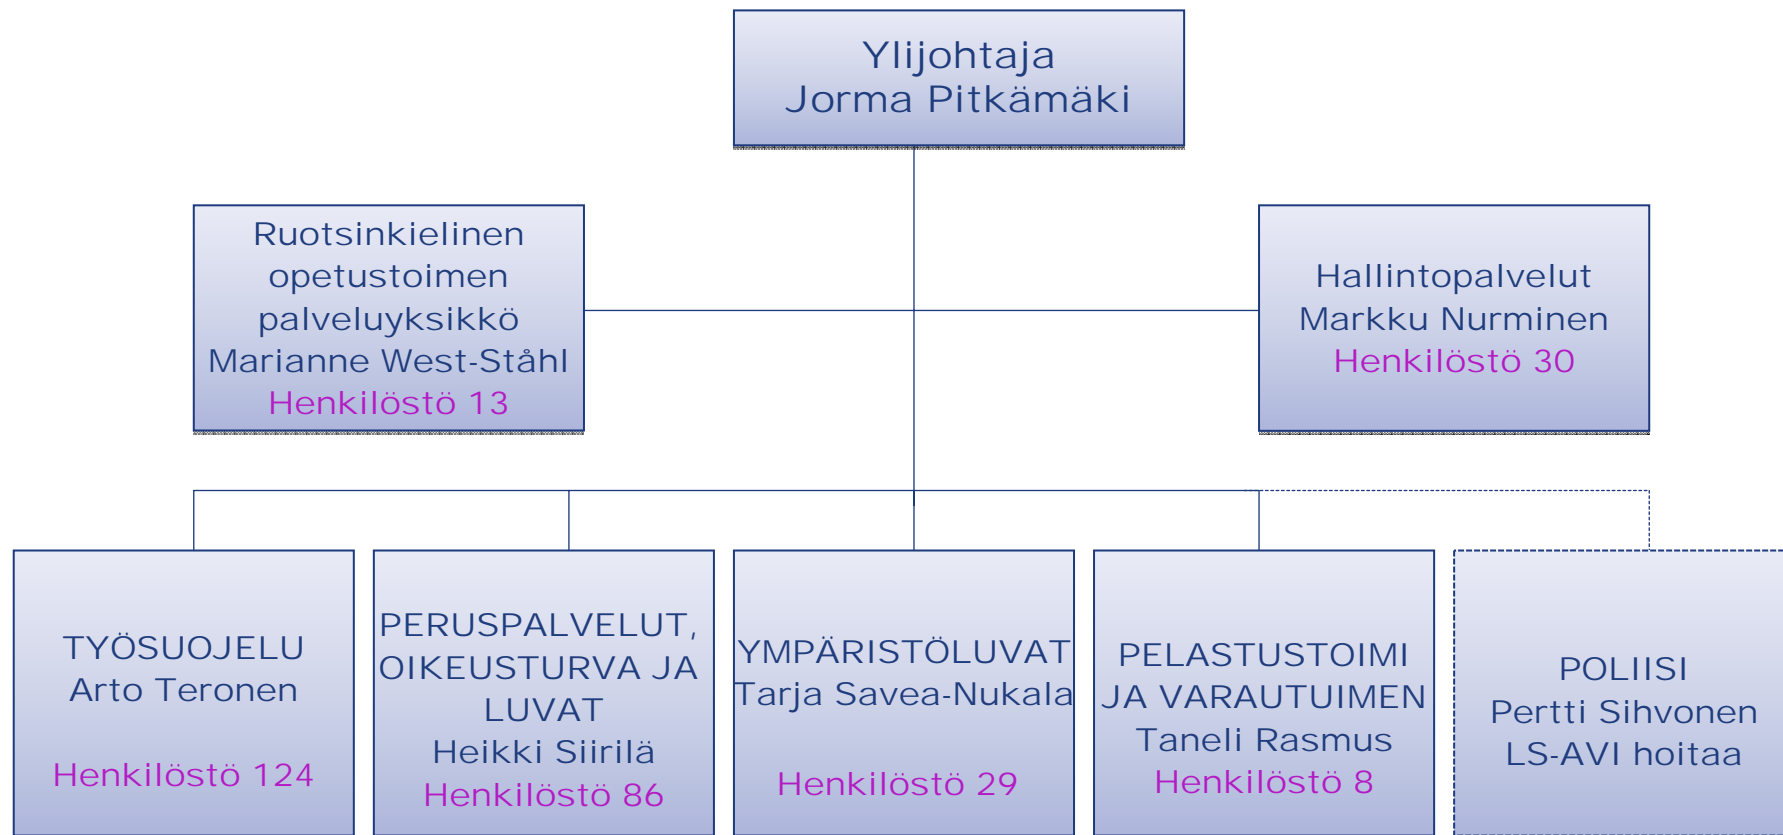 Ylijohtaja
Jorma Pitkämäki
Ruotsinkielinen
opetustoimen
palveluyksikkö
Marianne West-Ståhl
Henkilöstö 13
Hallintopalvelut
Markku Nurminen
Henkilöstö 30
TYÖSUOJELU
Arto Teronen
Henkilöstö 124
PERUSPALVELUT,
OIKEUSTURVA JA
LUVAT
Heikki Siirilä
Henkilöstö 86
YMPÄRISTÖLUVAT
Tarja Savea-Nukala
Henkilöstö 29
PELASTUSTOIMI
JA VARAUTUIMEN
Taneli Rasmus
Henkilöstö 8
POLIISI
Pertti Sihvonen
LS-AVI hoitaa